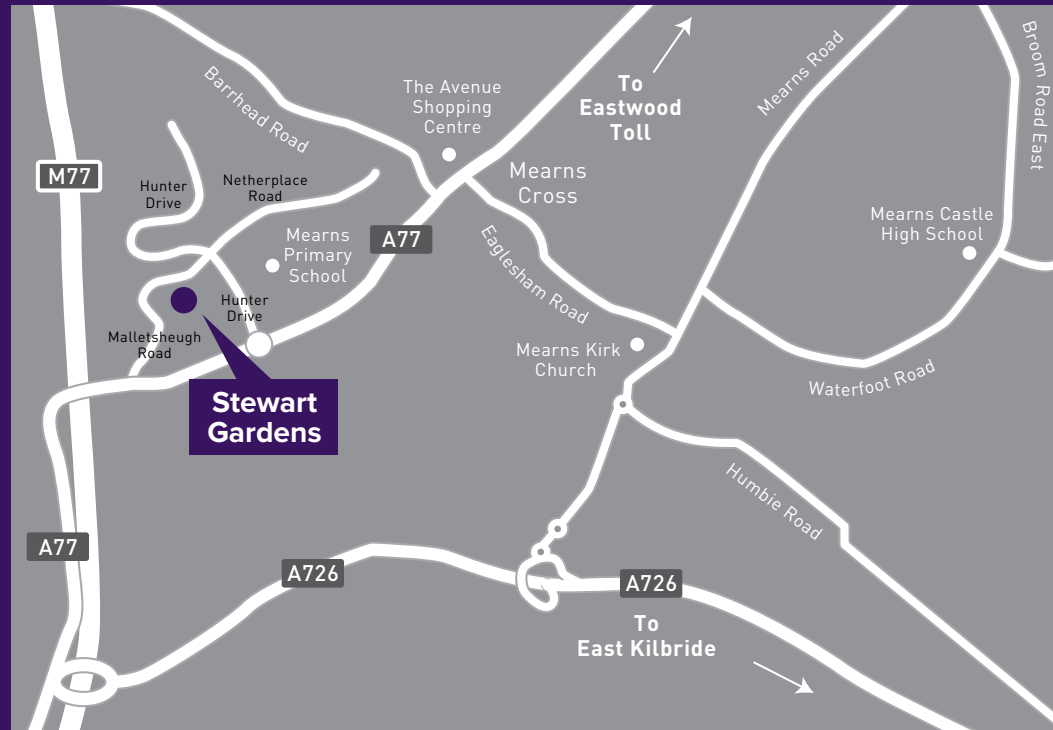 Barrhead Road
The Avenue
Shopping
Centre
To
Eastwood
Toll
Mearns Road
Broom Road East
M77
Hunter
Drive
Netherplace
Road
Mearns
Cross
Mearns Castle
High School
A77
Mearns
Primary
School
Eaglesham Road
Hunter
Drive
Malletsheugh
Road
Mearns Kirk
Church
Waterfoot Road
Stewart
Gardens
Humbie Road
A77
A726
A726
To
East Kilbride